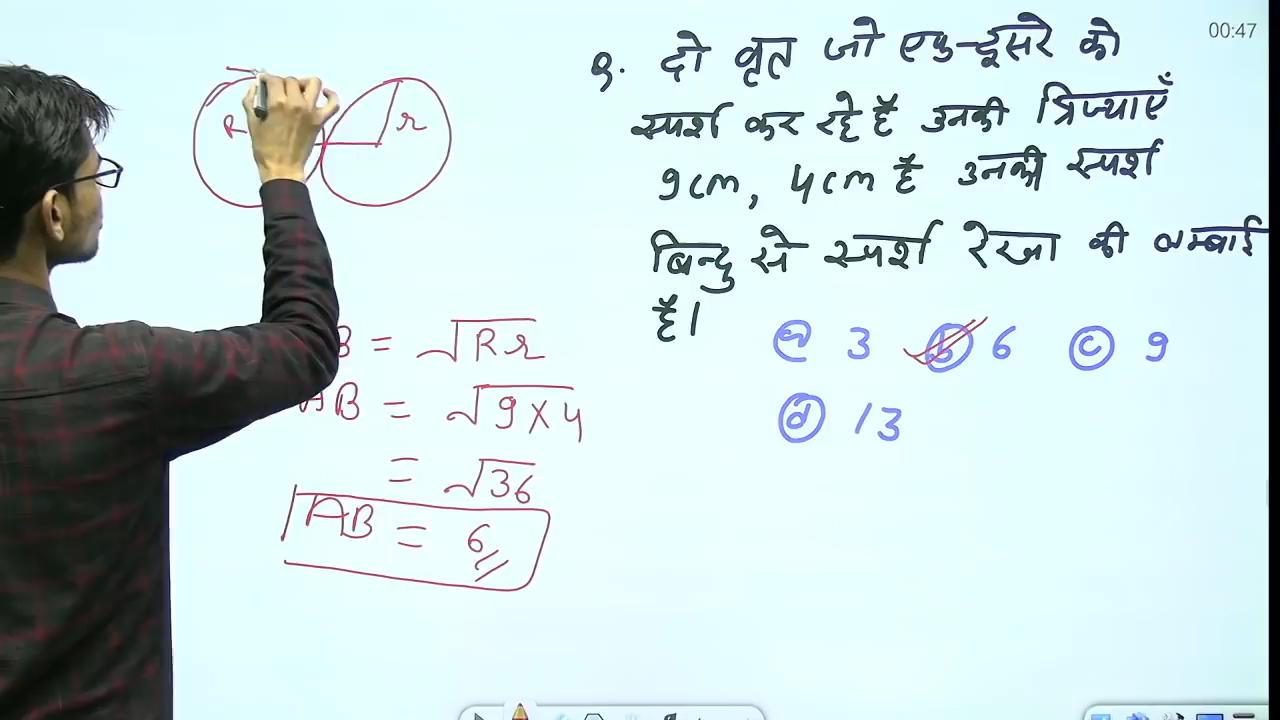 00:47
Q. दो वृत जो एक-दूसरे को
स्पर्श कर रहे हैं उनकी त्रिज्याएँ
9cm, 4cm है उनकी स्पर्श
बिन्दु से स्पर्श रेखा की लम्बाई
है।
ⓐ 3 ⓑ 6 ⓒ 9
ⓓ 13
R
r
B = √Rr
AB = √9×4
= √36
AB = 6